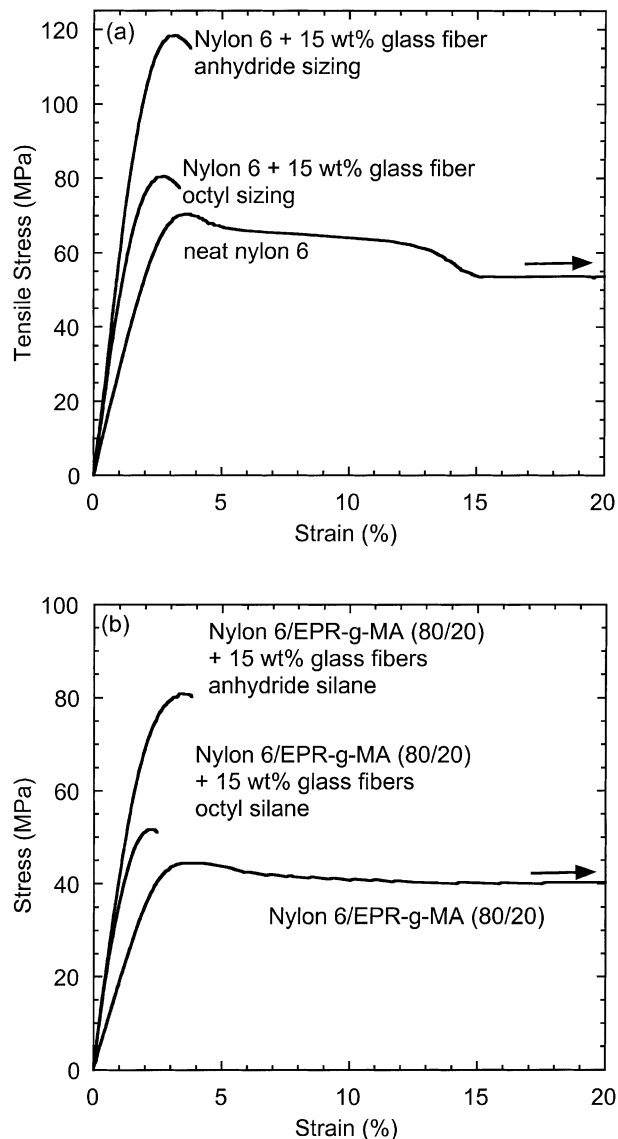 (a)
120
100
80
60
40
20
0
Tensile Stress (MPa)
Nylon 6 + 15 wt% glass fiber
anhydride sizing
Nylon 6 + 15 wt% glass fiber
octyl sizing
neat nylon 6
0 5 10 15 20
Strain (%)
(b)
100
80
60
40
20
0
Stress (MPa)
Nylon 6/EPR-g-MA (80/20)
+ 15 wt% glass fibers
anhydride silane
Nylon 6/EPR-g-MA (80/20)
+ 15 wt% glass fibers
octyl silane
Nylon 6/EPR-g-MA (80/20)
0 5 10 15 20
Strain (%)